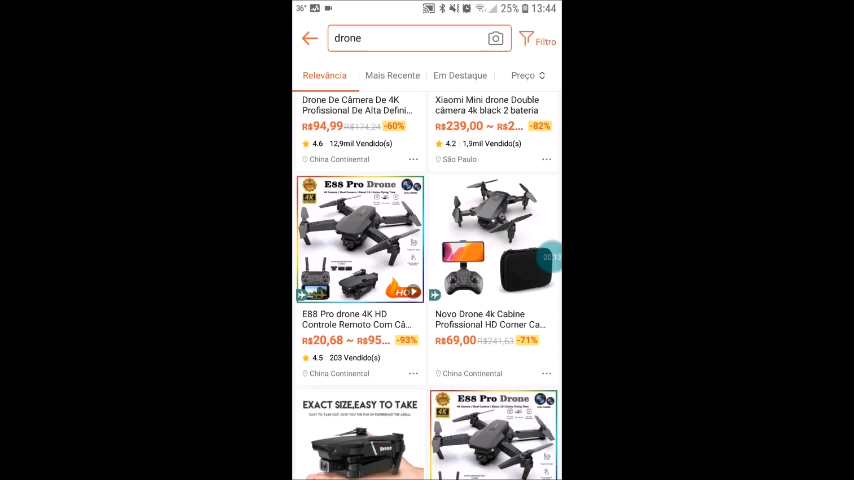 36°
25% 13:44
drone
Filtro
Relevância Mais Recente Em Destaque Preço
Drone De Câmera De 4K
Profissional De Alta Defini...
R$94,99 R$174,24 -60%
4.6 12,9mil Vendido(s)
China Continental
Xiaomi Mini drone Double
câmera 4k black 2 bateria
R$239,00 ~ R$2... -82%
4.2 1,9mil Vendido(s)
São Paulo
E88 Pro Drone
4K
HO
E88 Pro drone 4K HD
Controle Remoto Com Câ...
R$20,68 ~ R$95... -93%
4.5 203 Vendido(s)
China Continental
00:13
Novo Drone 4k Cabine
Profissional HD Corner Ca...
R$69,00 R$241,63 -71%
China Continental
EXACT SIZE,EASY TO TAKE
E88 Pro Drone
4K